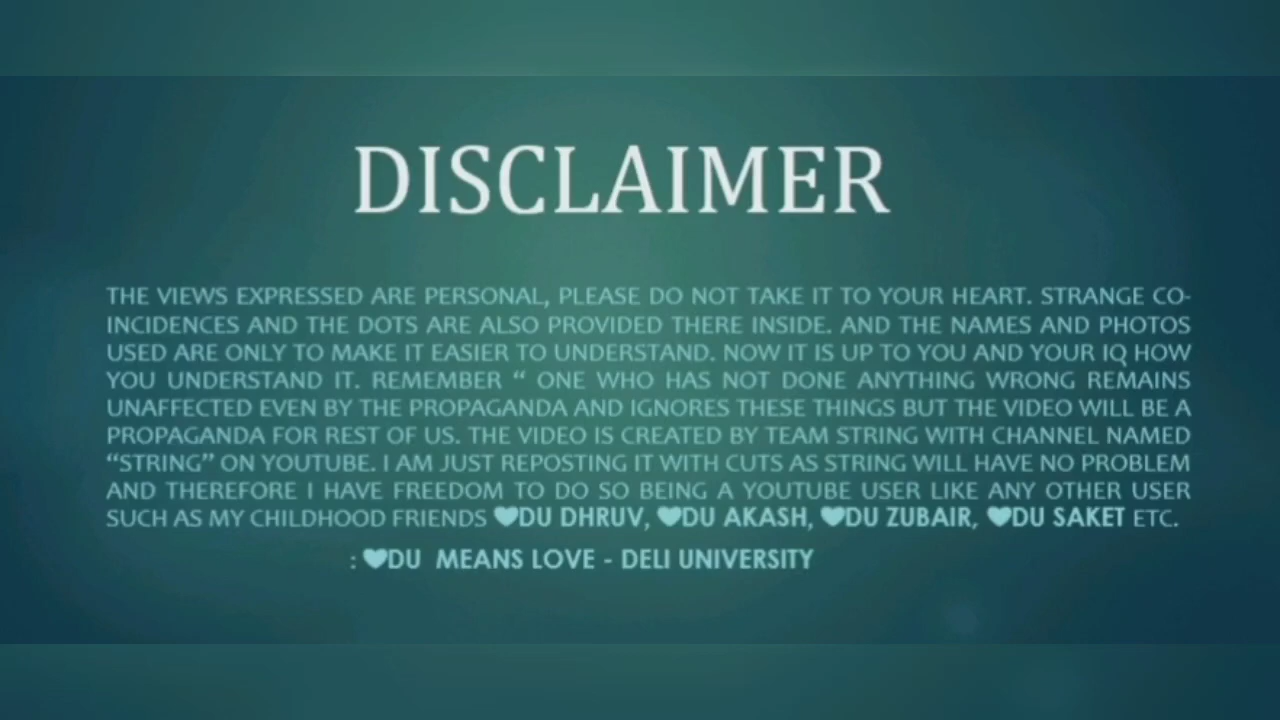 DISCLAIMER
THE VIEWS EXPRESSED ARE PERSONAL, PLEASE DO NOT TAKE IT TO YOUR HEART. STRANGE CO-
INCIDENCES AND THE DOTS ARE ALSO PROVIDED THERE INSIDE. AND THE NAMES AND PHOTOS
USED ARE ONLY TO MAKE IT EASIER TO UNDERSTAND. NOW IT IS UP TO YOU AND YOUR IQ HOW
YOU UNDERSTAND IT. REMEMBER “ ONE WHO HAS NOT DONE ANYTHING WRONG REMAINS
UNAFFECTED EVEN BY THE PROPAGANDA AND IGNORES THESE THINGS BUT THE VIDEO WILL BE A
PROPAGANDA FOR REST OF US. THE VIDEO IS CREATED BY TEAM STRING WITH CHANNEL NAMED
“STRING” ON YOUTUBE. I AM JUST REPOSTING IT WITH CUTS AS STRING WILL HAVE NO PROBLEM
AND THEREFORE I HAVE FREEDOM TO DO SO BEING A YOUTUBE USER LIKE ANY OTHER USER
SUCH AS MY CHILDHOOD FRIENDS ♥DU DHRUV, ♥DU AKASH, ♥DU ZUBAIR, ♥DU SAKET ETC.
: ♥DU MEANS LOVE - DELI UNIVERSITY